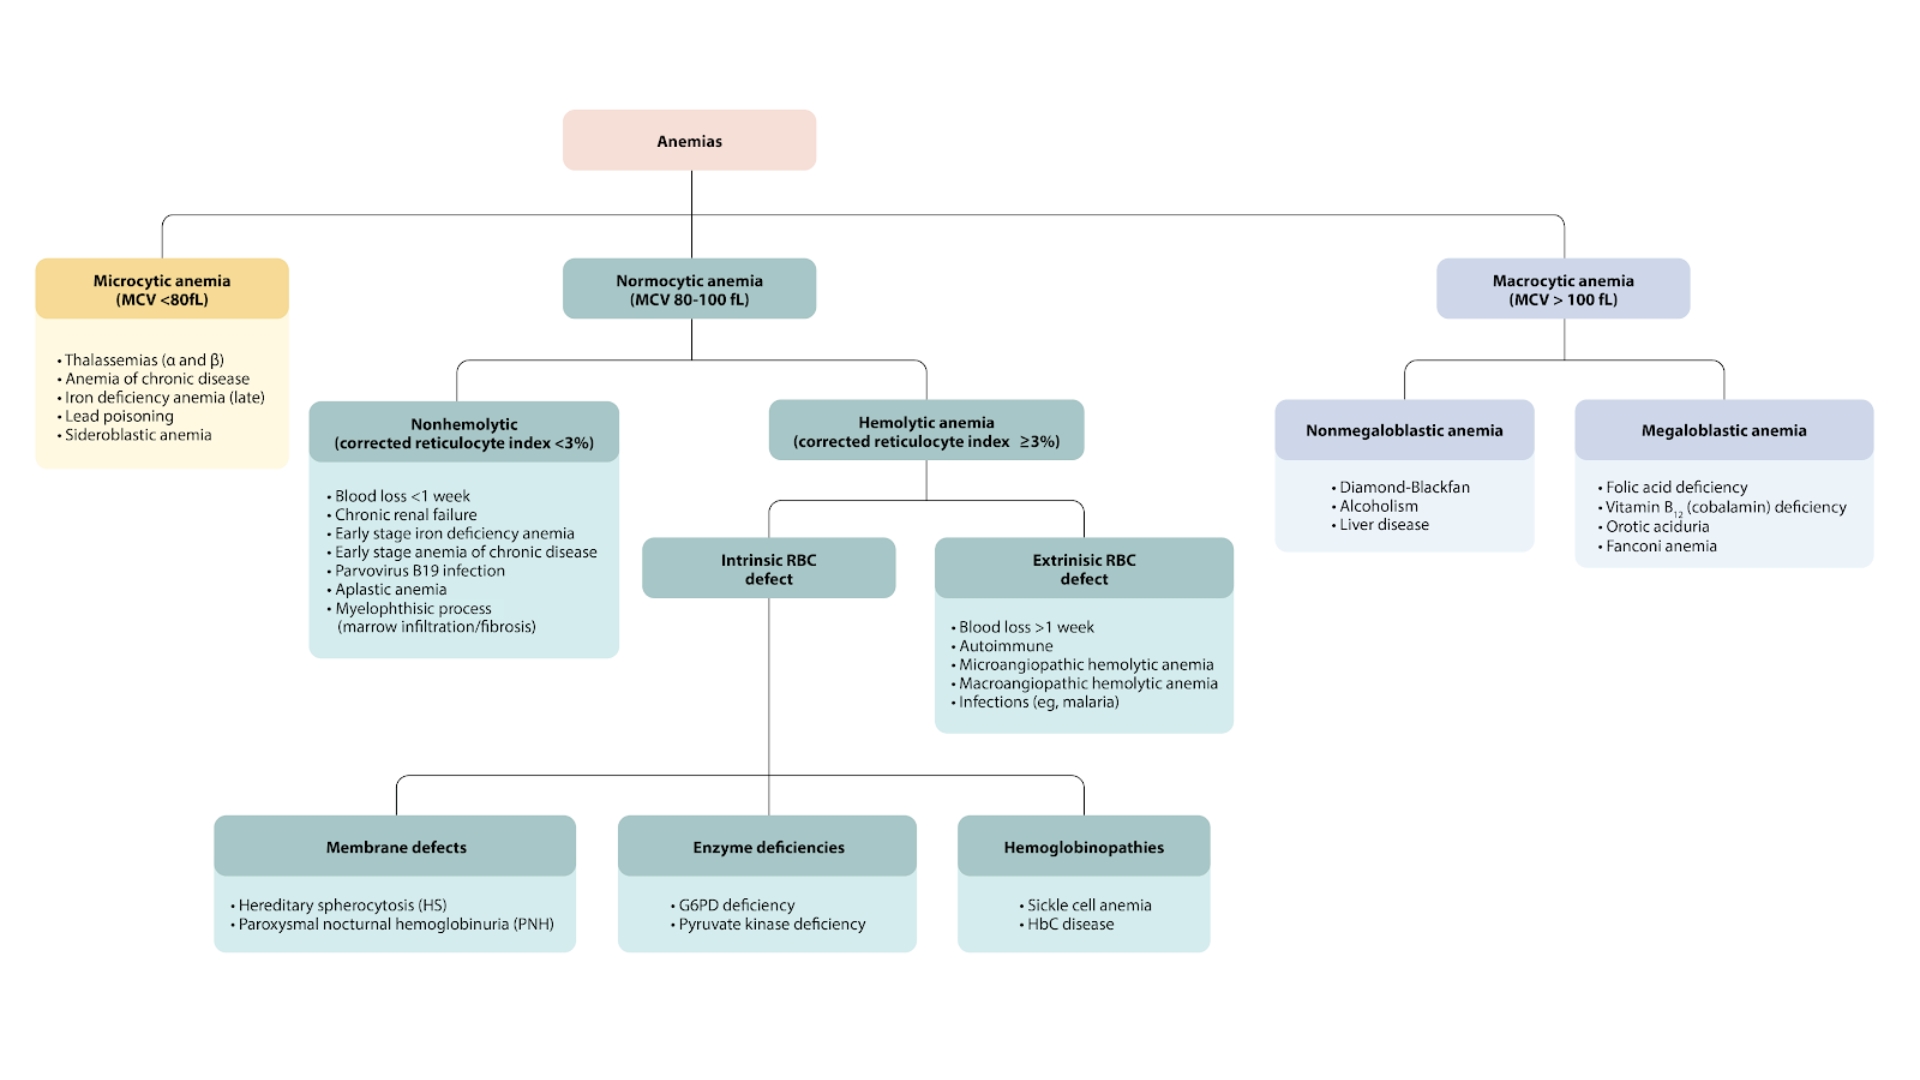 Anemias
Microcytic anemia
(MCV <80fL)
• Thalassemias (α and β)
• Anemia of chronic disease
• Iron deficiency anemia (late)
• Lead poisoning
• Sideroblastic anemia
Normocytic anemia
(MCV 80-100 fL)
Nonhemolytic
(corrected reticulocyte index <3%)
• Blood loss <1 week
• Chronic renal failure
• Early stage iron deficiency anemia
• Early stage anemia of chronic disease
• Parvovirus B19 infection
• Aplastic anemia
• Myelophthisic process
(marrow infiltration/fibrosis)
Hemolytic anemia
(corrected reticulocyte index ≥3%)
Intrinsic RBC
defect
Extrinisic RBC
defect
• Blood loss >1 week
• Autoimmune
• Microangiopathic hemolytic anemia
• Macroangiopathic hemolytic anemia
• Infections (eg, malaria)
Membrane defects
• Hereditary spherocytosis (HS)
• Paroxysmal nocturnal hemoglobinuria (PNH)
Enzyme deficiencies
• G6PD deficiency
• Pyruvate kinase deficiency
Hemoglobinopathies
• Sickle cell anemia
• HbC disease
Macrocytic anemia
(MCV > 100 fL)
Nonmegaloblastic anemia
• Diamond-Blackfan
• Alcoholism
• Liver disease
Megaloblastic anemia
• Folic acid deficiency
• Vitamin B12 (cobalamin) deficiency
• Orotic aciduria
• Fanconi anemia